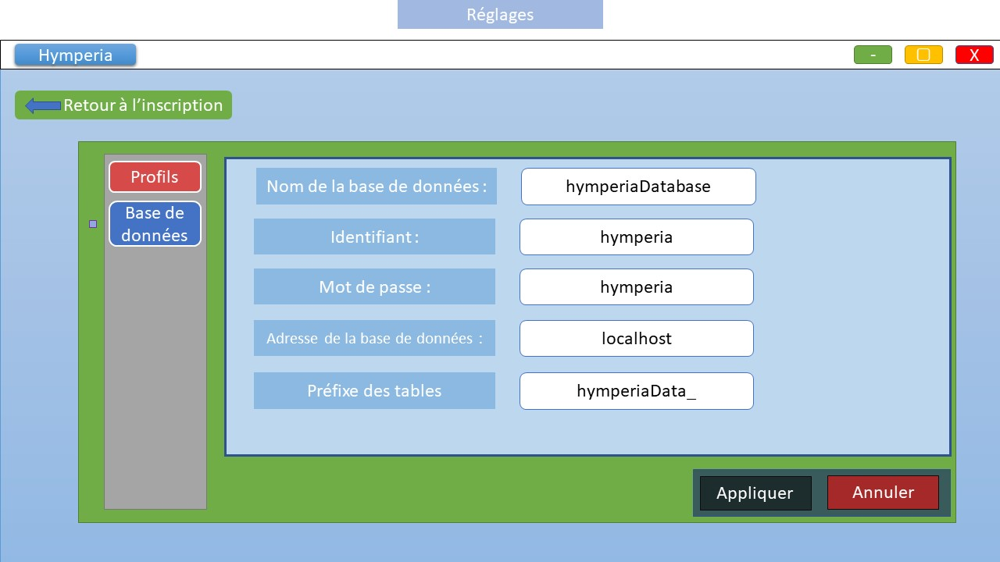 Réglages
Hymperia
-
X
Retour à l’inscription
Profils
Base de
données
Nom de la base de données :
hymperiaDatabase
Identifiant :
hymperia
Mot de passe :
hymperia
Adresse de la base de données :
localhost
Préfixe des tables
hymperiaData_
Appliquer
Annuler